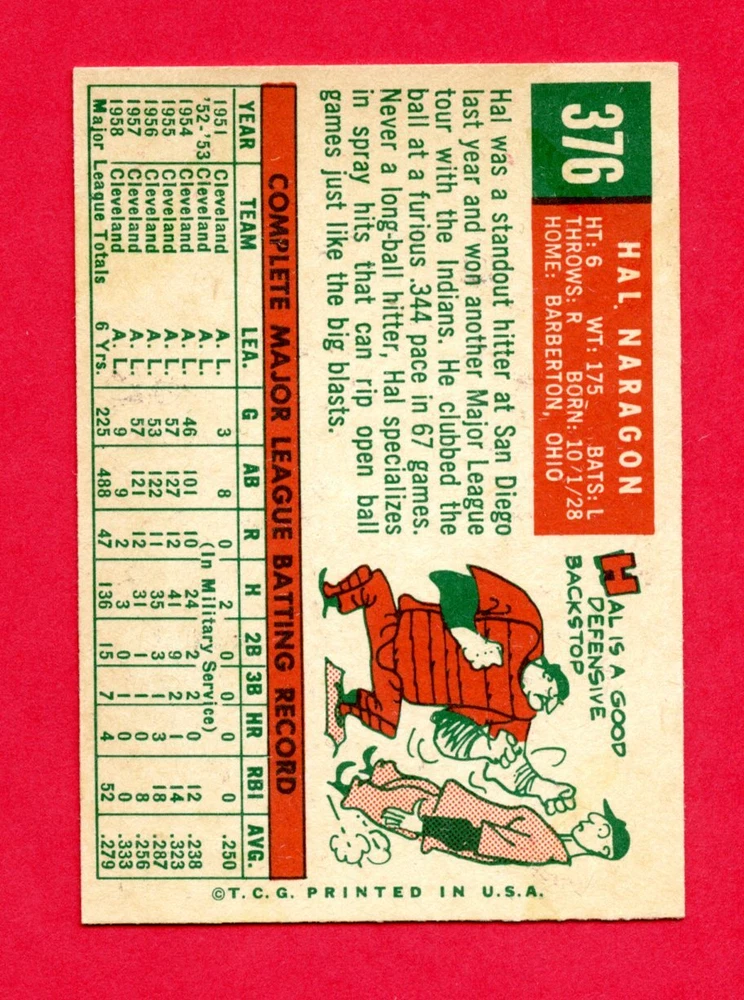 376
HAL NARAGON
HT: 6 WT: 175 BATS: L
THROWS: R BORN: 10/1/28
HOME: BARBERTON, OHIO
HAL IS A GOOD
DEFENSIVE
BACKSTOP
Hal was a standout hitter at San Diego
last year and won another Major League
tour with the Indians. He clubbed the
ball at a furious .344 pace in 67 games.
Never a long-ball hitter, Hal specializes
in spray hits that can rip open ball
games just like the big blasts.
COMPLETE MAJOR LEAGUE BATTING RECORD
YEAR TEAM LEA. G AB R H 2B 3B HR RBI AVG.
1951 Cleveland A. L. 3 8 0 2 0 0 0 0 .250
'52-'53 Cleveland A. L. (In Military Service)
1954 Cleveland A. L. 46 101 10 24 2 2 0 12 .238
1955 Cleveland A. L. 57 127 12 41 9 2 1 14 .323
1956 Cleveland A. L. 53 122 11 35 3 1 3 18 .287
1957 Cleveland A. L. 57 121 12 31 1 1 0 8 .256
1958 Cleveland A. L. 9 9 2 3 0 1 0 0 .333
Major League Totals 6 Yrs. 225 488 47 136 15 7 4 52 .279
©T.C.G. PRINTED IN U.S.A.